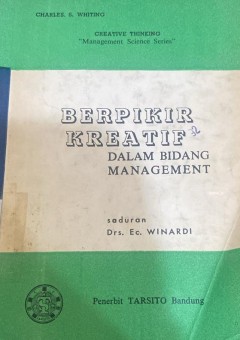 CHARLES. S. WHITING
CREATIVE THINKING
"Management Science Series"
BERPIKIR
KREATIF
DALAM BIDANG
MANAGEMENT
saduran
Drs. Ec. WINARDI
Penerbit TARSITO Bandung